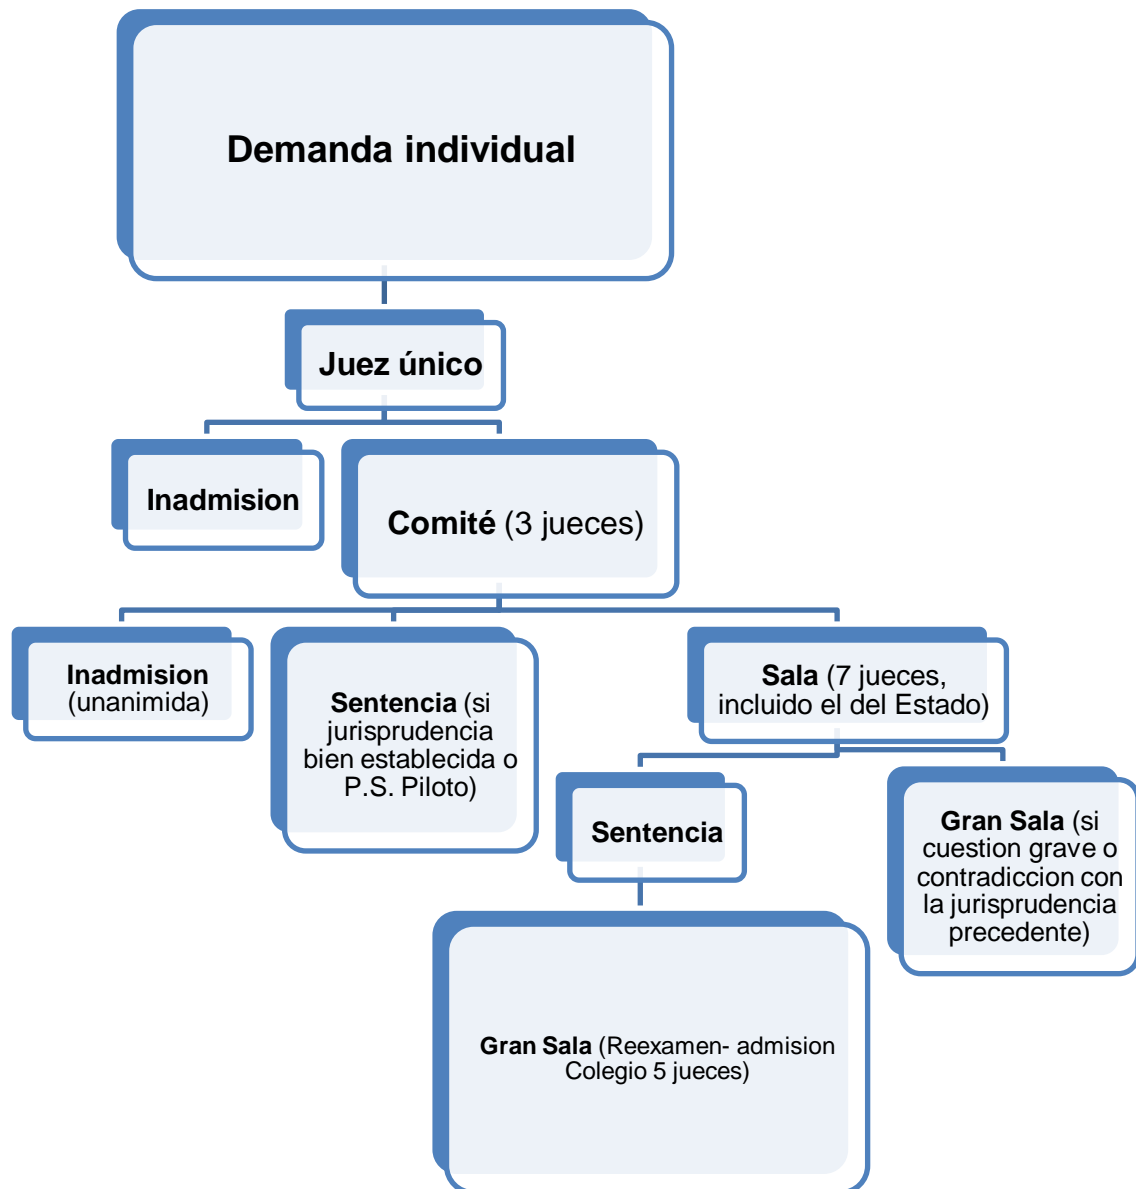 Demanda individual
Juez único
Inadmision
Comité (3 jueces)
Inadmision
(unanimida)
Sentencia (si
jurisprudencia
bien establecida o
P.S. Piloto)
Sala (7 jueces,
incluido el del Estado)
Sentencia
Gran Sala (si
cuestion grave o
contradiccion con
la jurisprudencia
precedente)
Gran Sala (Reexamen- admision
Colegio 5 jueces)